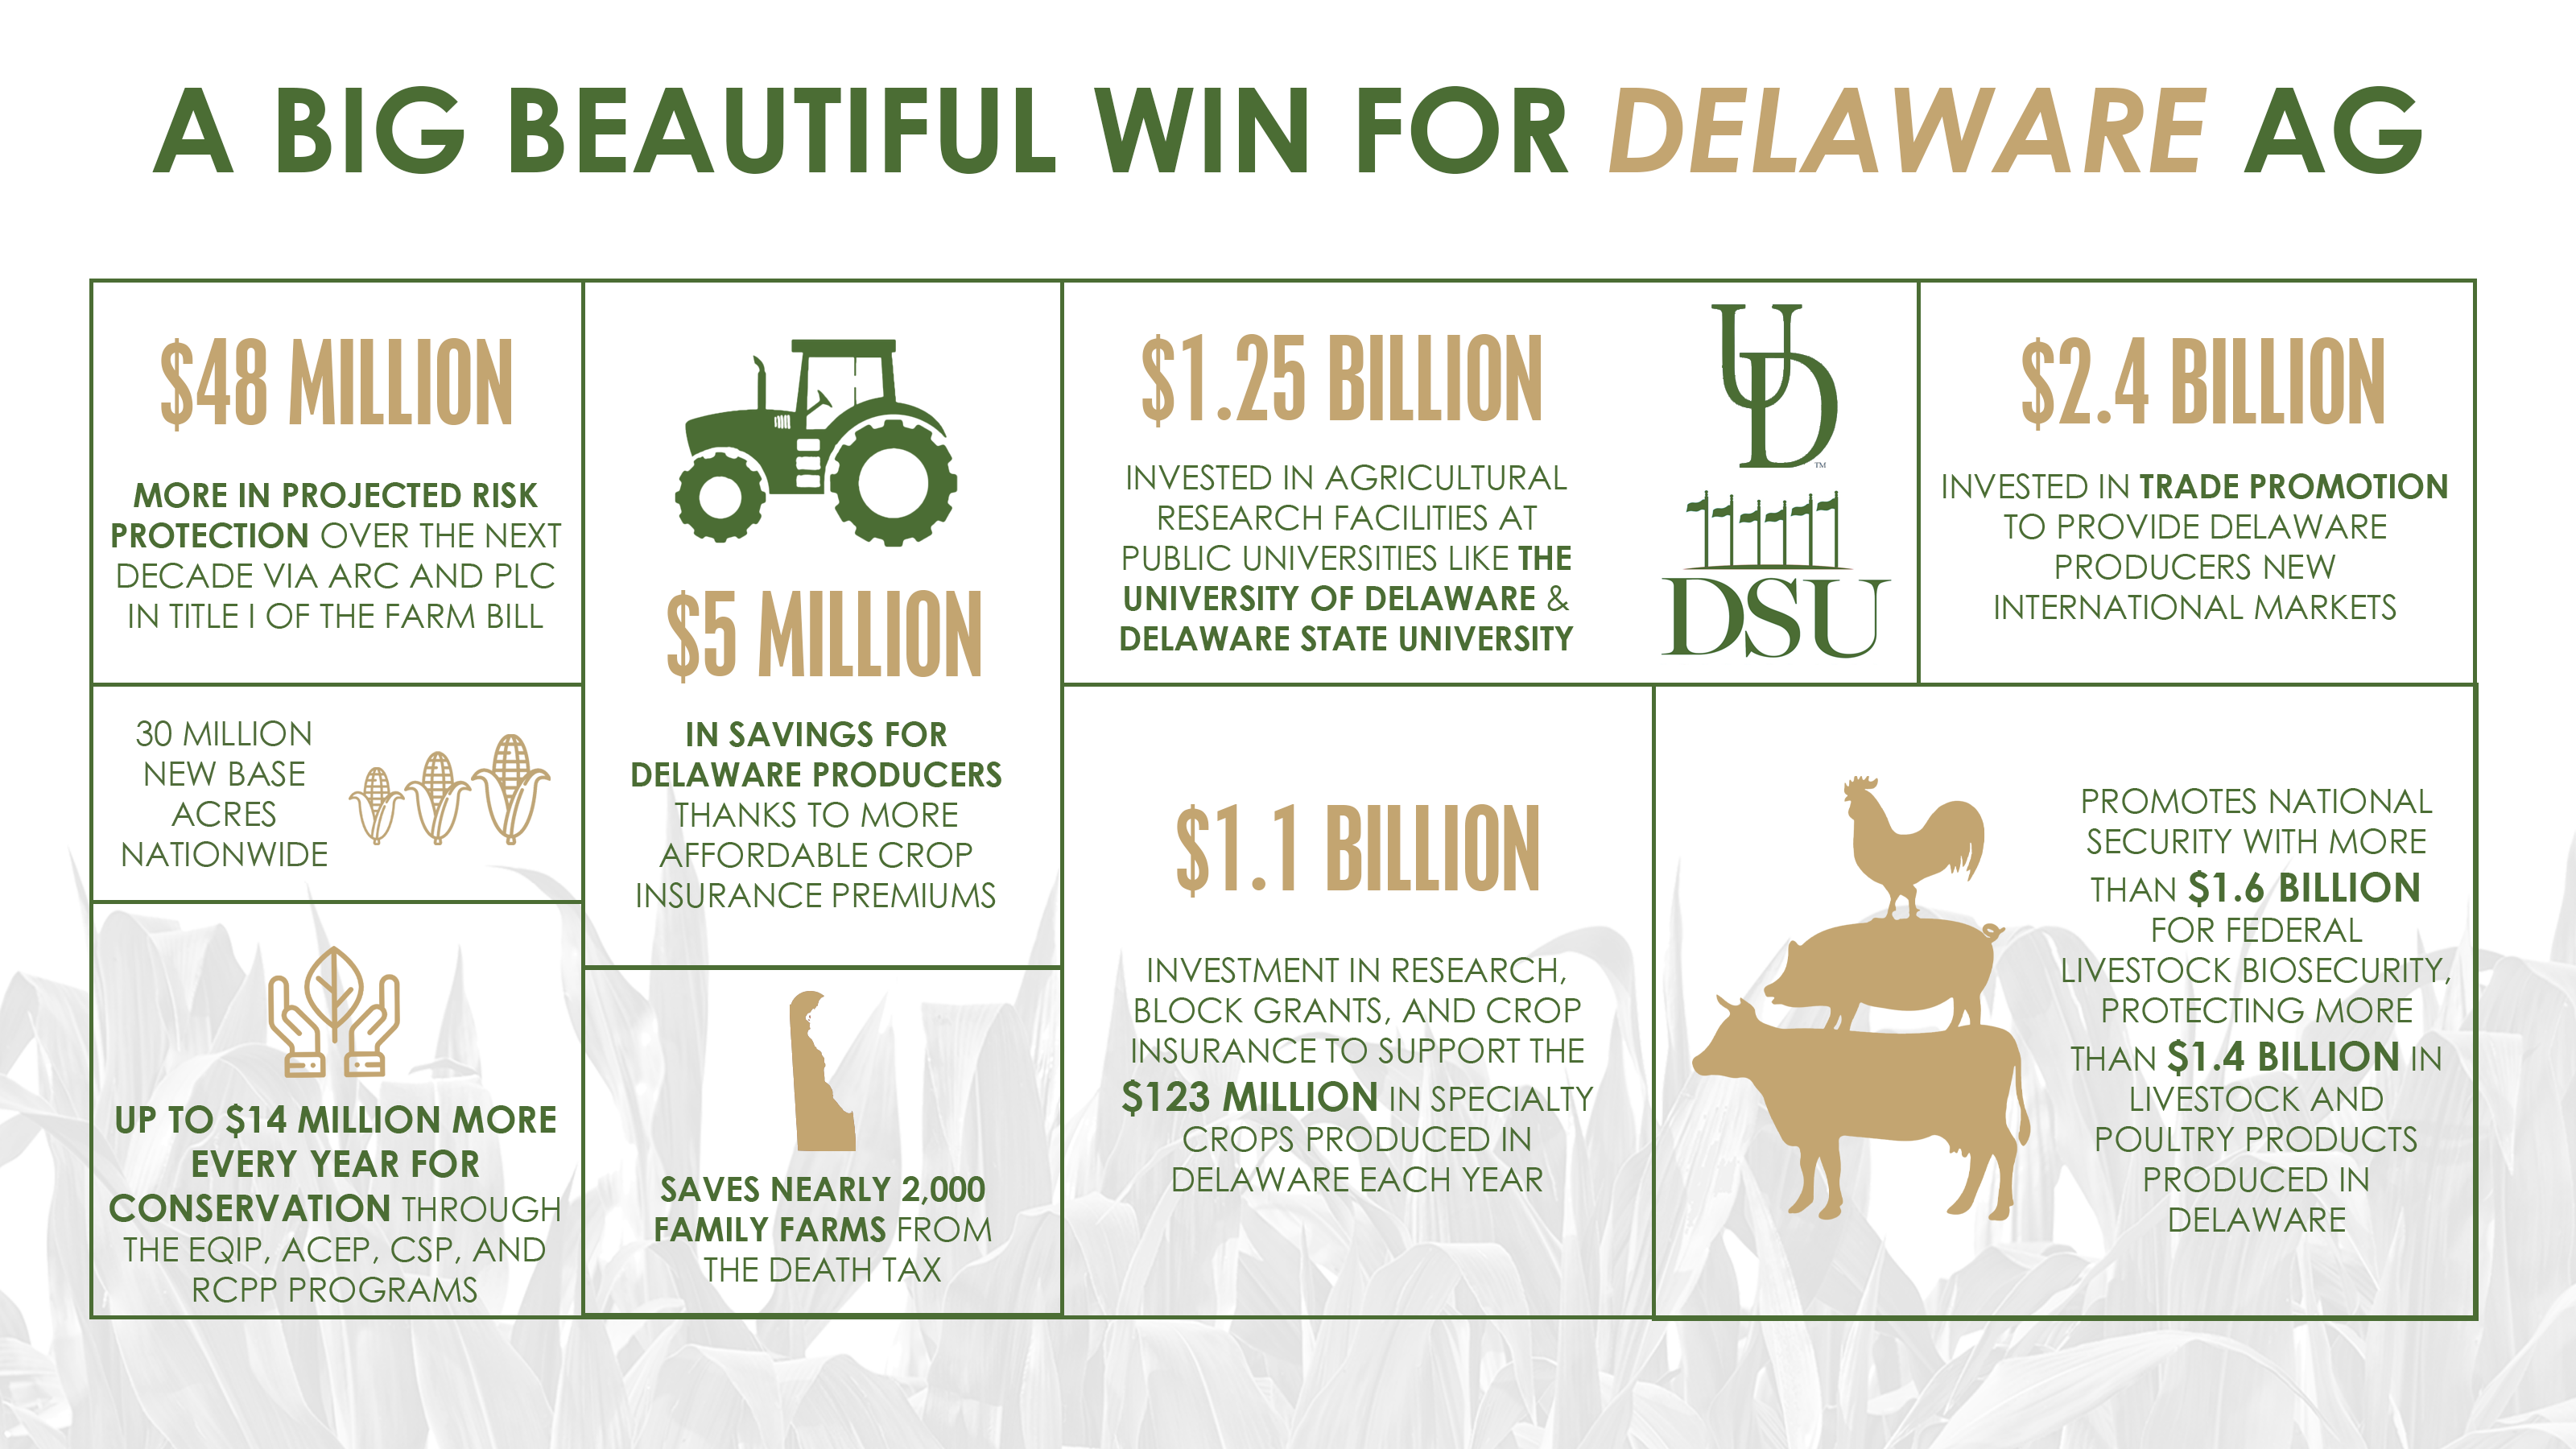 A BIG BEAUTIFUL WIN FOR DELAWARE AG
$48 MILLION
MORE IN PROJECTED RISK
PROTECTION OVER THE NEXT
DECADE VIA ARC AND PLC
IN TITLE I OF THE FARM BILL
30 MILLION
NEW BASE
ACRES
NATIONWIDE
UP TO $14 MILLION MORE
EVERY YEAR FOR
CONSERVATION THROUGH
THE EQIP, ACEP, CSP, AND
RCPP PROGRAMS
$5 MILLION
IN SAVINGS FOR
DELAWARE PRODUCERS
THANKS TO MORE
AFFORDABLE CROP
INSURANCE PREMIUMS
SAVES NEARLY 2,000
FAMILY FARMS FROM
THE DEATH TAX
$1.25 BILLION
INVESTED IN AGRICULTURAL
RESEARCH FACILITIES AT
PUBLIC UNIVERSITIES LIKE THE
UNIVERSITY OF DELAWARE &
DELAWARE STATE UNIVERSITY
UD
TM
DSU
$2.4 BILLION
INVESTED IN TRADE PROMOTION
TO PROVIDE DELAWARE
PRODUCERS NEW
INTERNATIONAL MARKETS
$1.1 BILLION
INVESTMENT IN RESEARCH,
BLOCK GRANTS, AND CROP
INSURANCE TO SUPPORT THE
$123 MILLION IN SPECIALTY
CROPS PRODUCED IN
DELAWARE EACH YEAR
PROMOTES NATIONAL
SECURITY WITH MORE
THAN $1.6 BILLION
FOR FEDERAL
LIVESTOCK BIOSECURITY,
PROTECTING MORE
THAN $1.4 BILLION IN
LIVESTOCK AND
POULTRY PRODUCTS
PRODUCED IN
DELAWARE